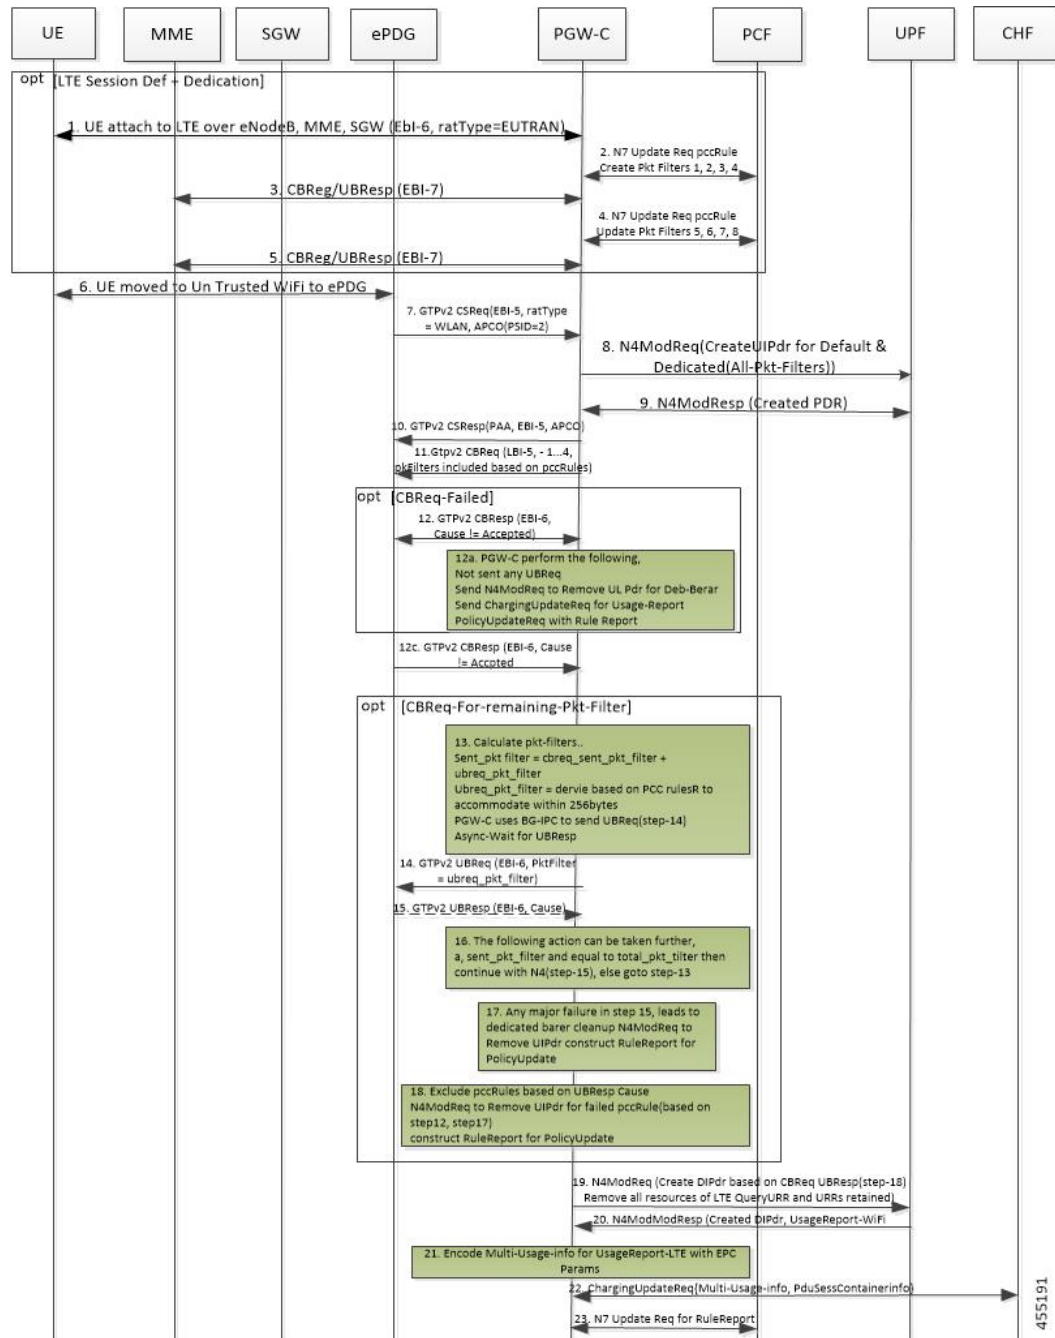 UE
MME
SGW
ePDG
PGW-C
PCF
UPF
CHF
opt [LTE Session Def + Dedication]
1. UE attach to LTE over eNodeB, MME, SGW (EbI-6, ratType=EUTRAN)
2. N7 Update Req pccRule
Create Pkt Filters 1, 2, 3, 4
3. CBReg/UBResp (EBI-7)
4. N7 Update Req pccRule
Update Pkt Filters 5, 6, 7, 8
5. CBReg/UBResp (EBI-7)
6. UE moved to Un Trusted WiFi to ePDG
7. GTPv2 CSReq(EBI-5, ratType
= WLAN, APCO(PSID=2)
8. N4ModReq(CreateUIPdr for Default &
Dedicated(All-Pkt-Filters))
9. N4ModResp (Created PDR)
10. GTPv2 CSResp(PAA, EBI-5, APCO)
11.Gtpv2 CBReq (LBI-5, - 1...4,
pkFilters included based on pccRules)
opt [CBReq-Failed]
12. GTPv2 CBResp (EBI-6,
Cause != Accepted)
12a. PGW-C perform the following,
Not sent any UBReq
Send N4ModReq to Remove UL Pdr for Deb-Berar
Send ChargingUpdateReq for Usage-Report
PolicyUpdateReq with Rule Report
12c. GTPv2 CBResp (EBI-6, Cause
!= Accpted
opt [CBReq-For-remaining-Pkt-Filter]
13. Calculate pkt-filters..
Sent_pkt filter = cbreq_sent_pkt_filter +
ubreq_pkt_filter
Ubreq_pkt_filter = dervie based on PCC rulesR to
accommodate within 256bytes
PGW-C uses BG-IPC to send UBReq(step-14)
Async-Wait for UBResp
14. GTPv2 UBReq (EBI-6, PktFilter
= ubreq_pkt_filter)
15. GTPv2 UBResp (EBI-6, Cause)
16. The following action can be taken further,
a, sent_pkt_filter and equal to total_pkt_tilter then
continue with N4(step-15), else goto step-13
17. Any major failure in step 15, leads to
dedicated barer cleanup N4ModReq to
Remove UIPdr construct RuleReport for
PolicyUpdate
18. Exclude pccRules based on UBResp Cause
N4ModReq to Remove UIPdr for failed pccRule(based on
step12, step17)
construct RuleReport for PolicyUpdate
19. N4ModReq (Create DIPdr based on CBReq UBResp(step-18)
Remove all resources of LTE QueryURR and URRs retained)
20. N4ModModResp (Created DIPdr, UsageReport-WiFi
21. Encode Multi-Usage-info for UsageReport-LTE with EPC
Params
22. ChargingUpdateReq(Multi-Usage-info, PduSessContainerinfo)
23. N7 Update Req for RuleReport
455191